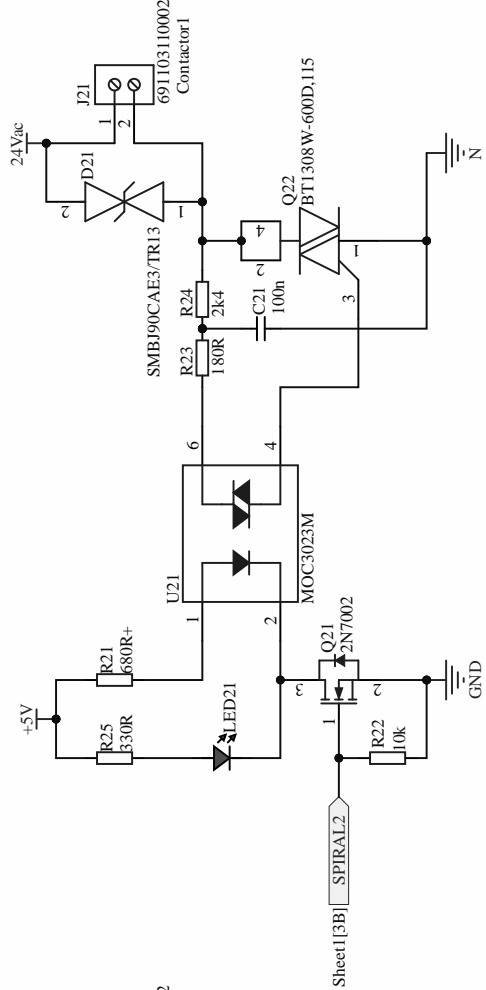 24Vac
J21
1
2
691103110002
Contactor1
D21
2
1
SMBJ90CAE3/TR13
R24
2k4
R23
180R
C21
100n
Q22
BT1308W-600D,115
4
2
1
3
N
U21
MOC3023M
6
4
1
2
+5V
R21
680R+
R25
330R
LED21
Q21
2N7002
3
1
2
R22
10k
GND
Sheet1[3B]
SPIRAL2